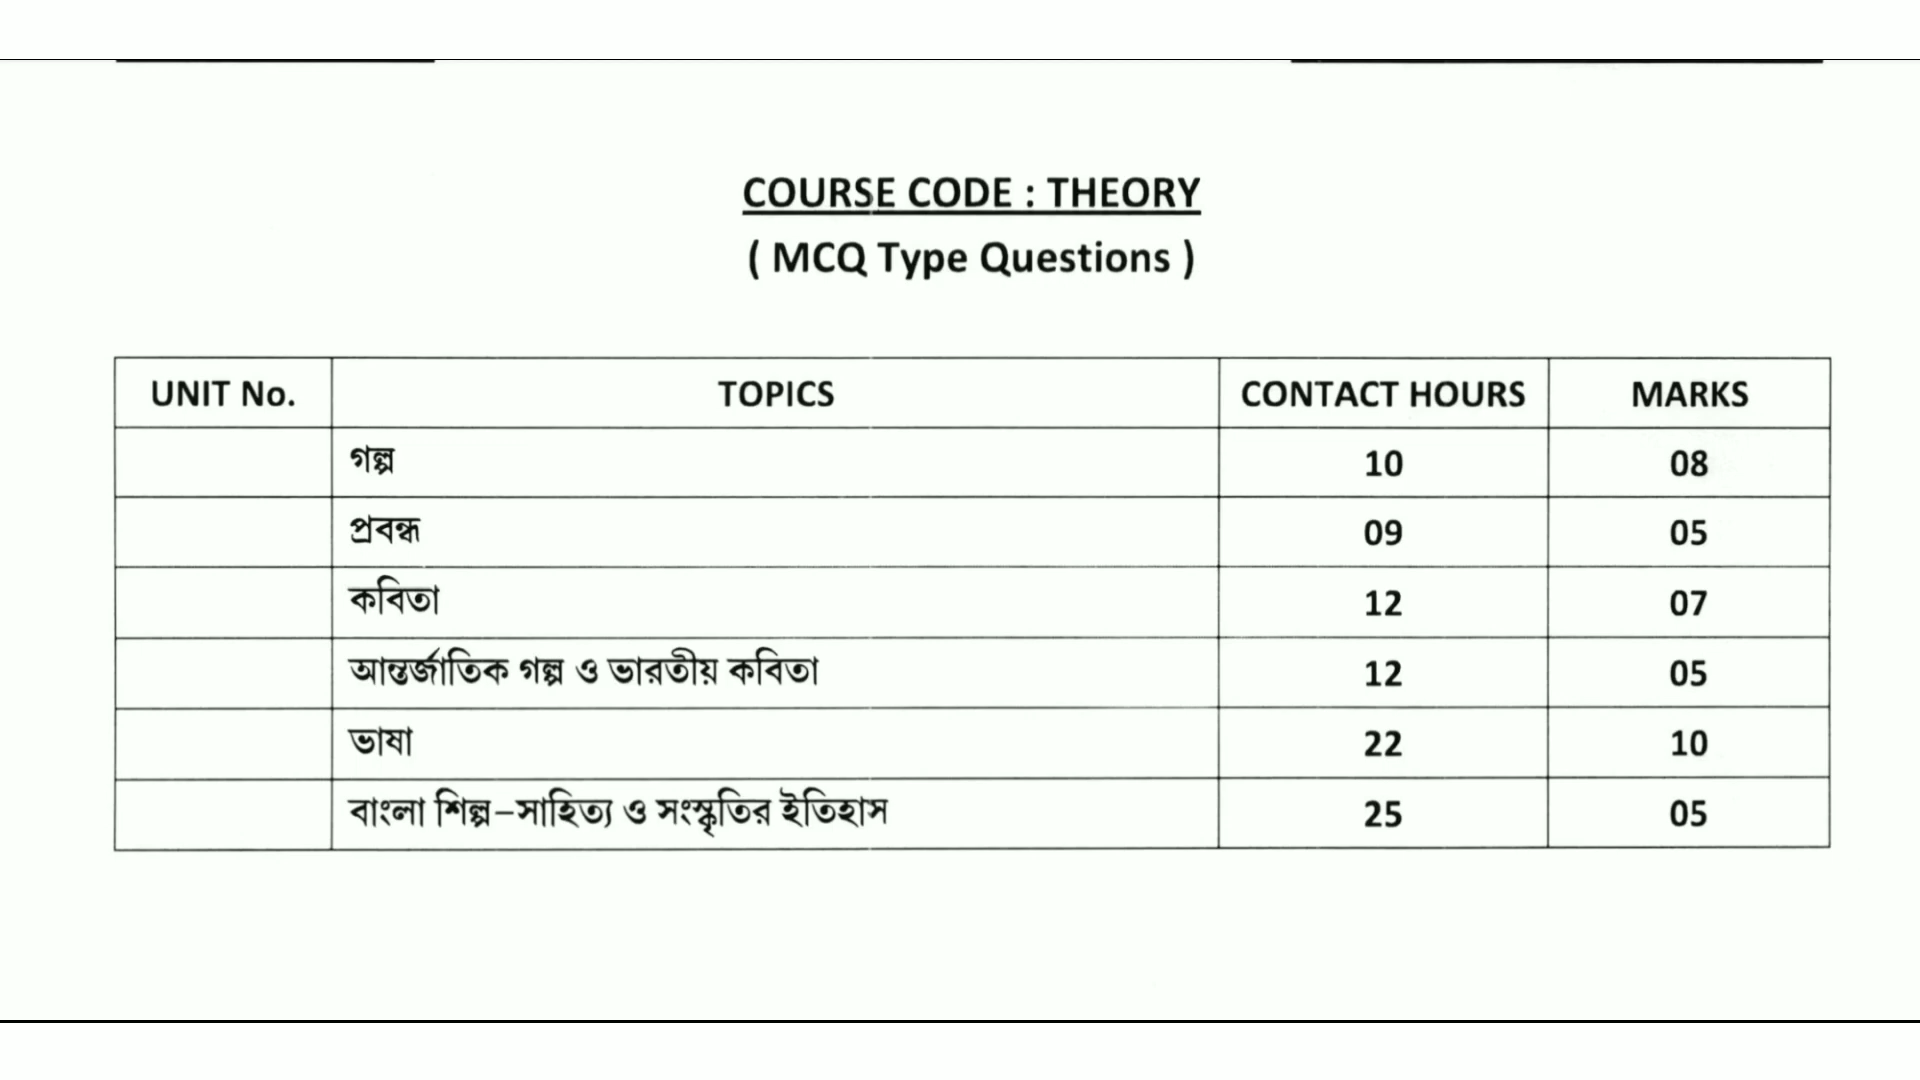 COURSE CODE : THEORY
( MCQ Type Questions )
UNIT No. TOPICS CONTACT HOURS MARKS
গল্প 10 08
প্রবন্ধ 09 05
কবিতা 12 07
আন্তর্জাতিক গল্প ও ভারতীয় কবিতা 12 05
ভাষা 22 10
বাংলা শিল্প–সাহিত্য ও সংস্কৃতির ইতিহাস 25 05